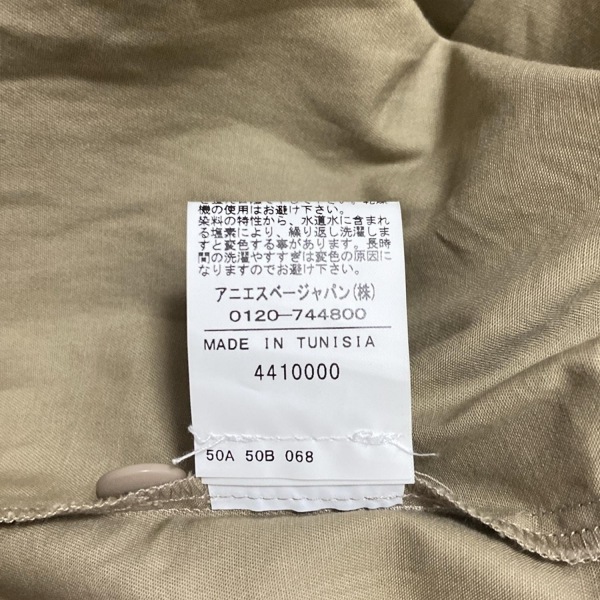 機の使用はお避け下さい。
染料の特性から、水道水に含まれ
る塩素により、繰り返し洗濯しま
すと変色する事があります。長時
間の洗濯やすすぎは変色の原因に
なりますのでお避け下さい。
アニエスベージャパン(株)
0120-744800
MADE IN TUNISIA
4410000
50A 50B 068